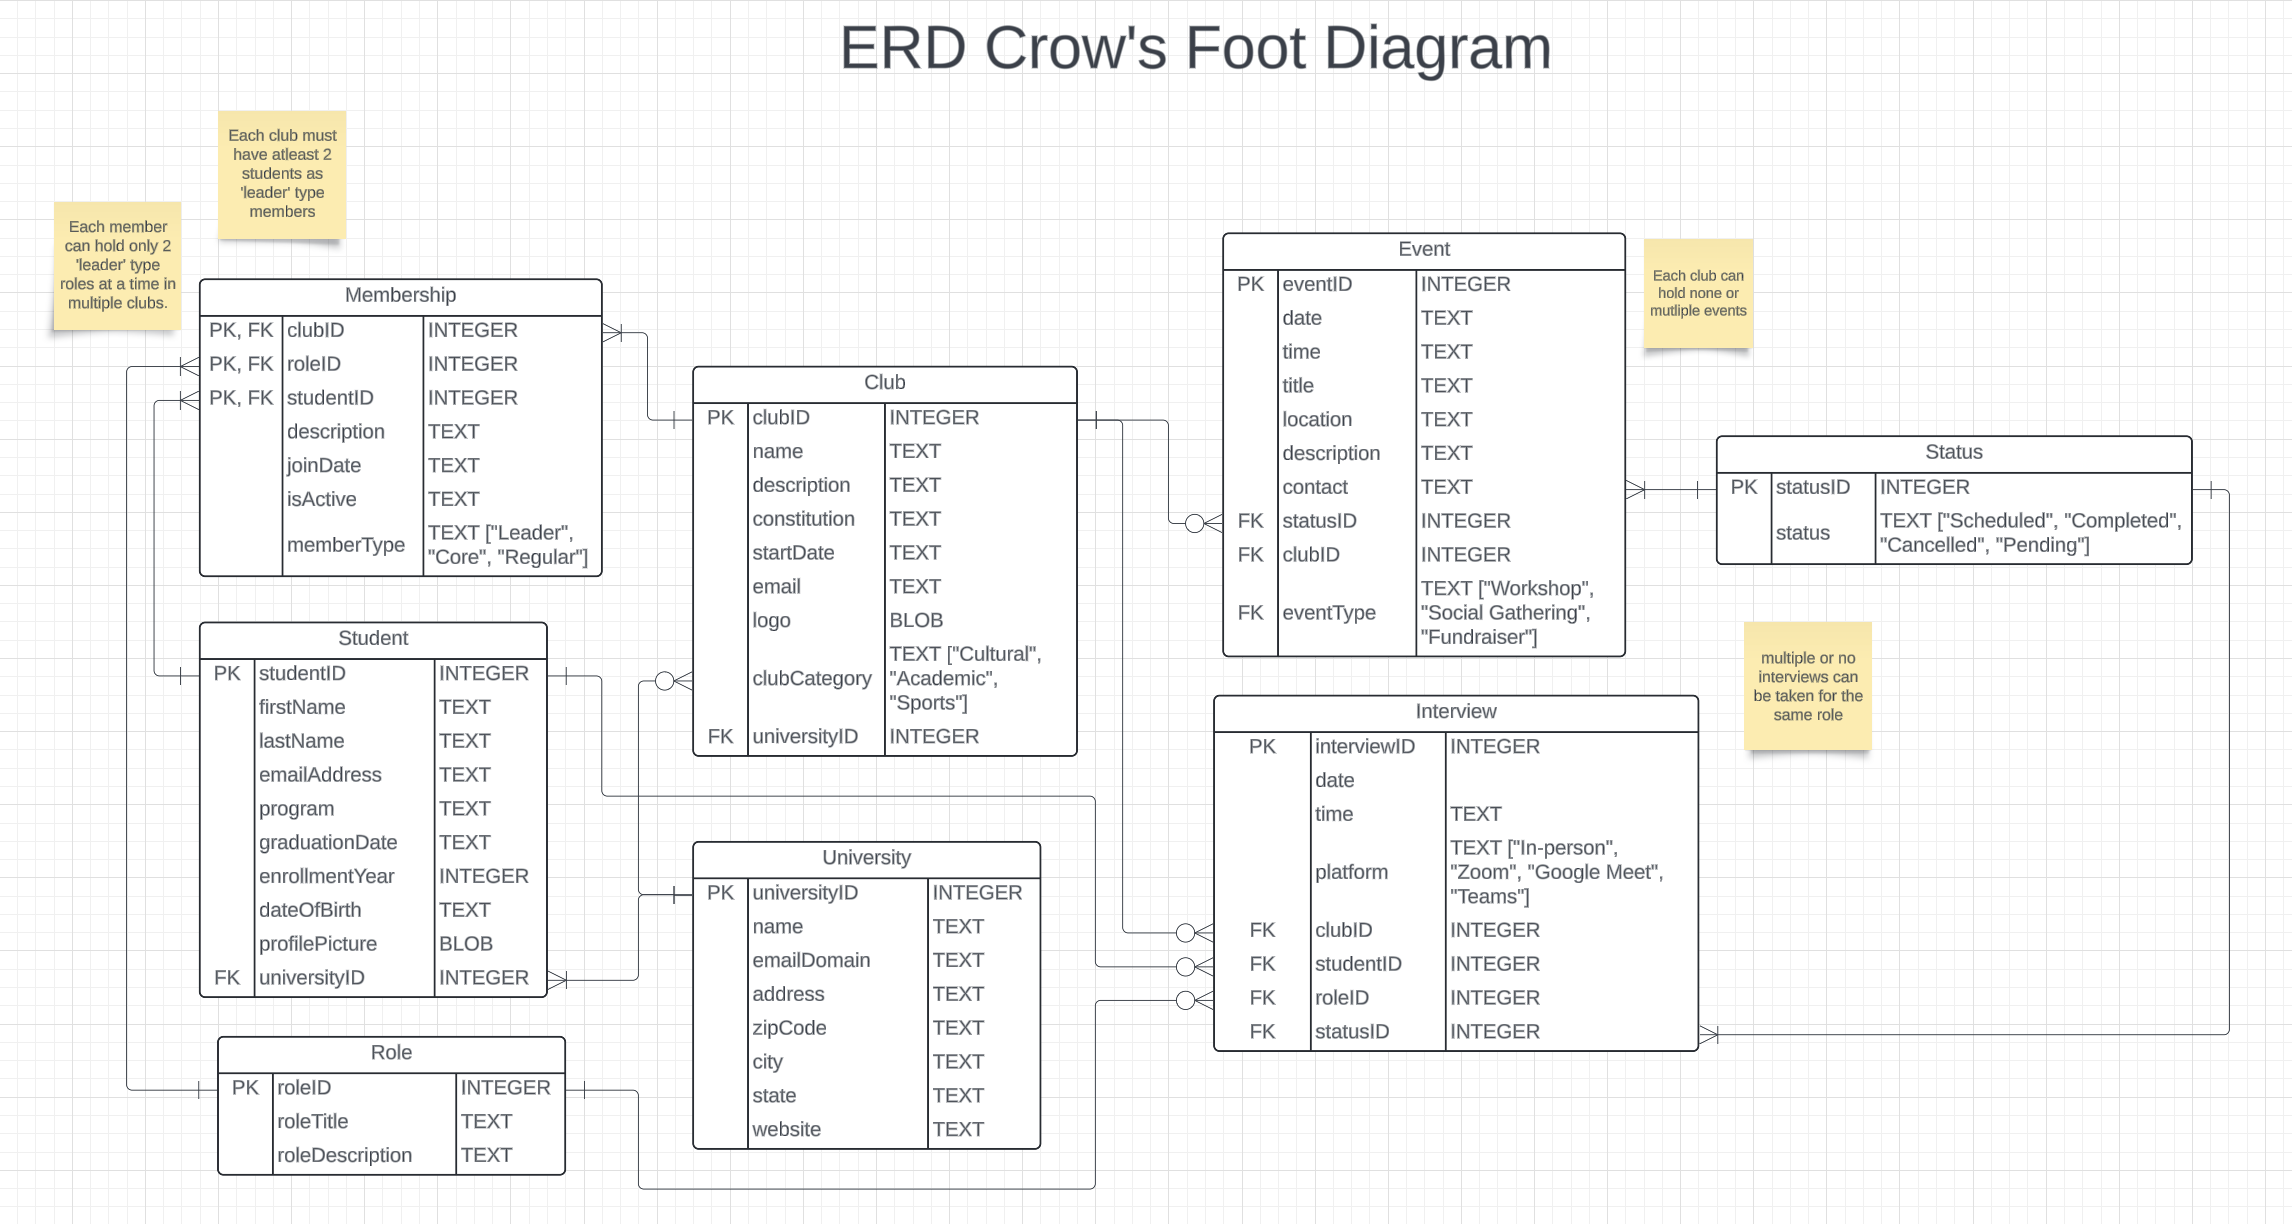 ERD Crow's Foot Diagram
Each club must
have atleast 2
students as
'leader' type
members
Each member
can hold only 2
'leader' type
roles at a time in
multiple clubs.
Membership
PK, FK clubID INTEGER
PK, FK roleID INTEGER
PK, FK studentID INTEGER
description TEXT
joinDate TEXT
isActive TEXT
memberType TEXT ["Leader",
"Core", "Regular"]
Student
PK studentID INTEGER
firstName TEXT
lastName TEXT
emailAddress TEXT
program TEXT
graduationDate TEXT
enrollmentYear INTEGER
dateOfBirth TEXT
profilePicture BLOB
FK universityID INTEGER
Role
PK roleID INTEGER
roleTitle TEXT
roleDescription TEXT
Club
PK clubID INTEGER
name TEXT
description TEXT
constitution TEXT
startDate TEXT
email TEXT
logo BLOB
clubCategory TEXT ["Cultural",
"Academic",
"Sports"]
FK universityID INTEGER
University
PK universityID INTEGER
name TEXT
emailDomain TEXT
address TEXT
zipCode TEXT
city TEXT
state TEXT
website TEXT
Event
PK eventID INTEGER
date TEXT
time TEXT
title TEXT
location TEXT
description TEXT
contact TEXT
FK statusID INTEGER
FK clubID INTEGER
FK eventType TEXT ["Workshop",
"Social Gathering",
"Fundraiser"]
Each club can
hold none or
mutliple events
Status
PK statusID INTEGER
status TEXT ["Scheduled", "Completed",
"Cancelled", "Pending"]
multiple or no
interviews can
be taken for the
same role
Interview
PK interviewID INTEGER
date
time TEXT
platform TEXT ["In-person",
"Zoom", "Google Meet",
"Teams"]
FK clubID INTEGER
FK studentID INTEGER
FK roleID INTEGER
FK statusID INTEGER